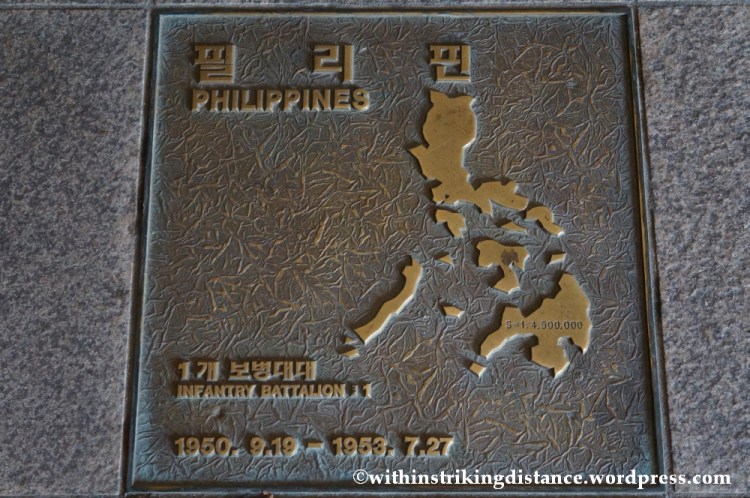 필 리 핀
PHILIPPINES
S=1:4,500,000
1개 보병대대
INFANTRY BATTALION : 1
1950. 9.19 – 1953. 7.27
©withinstrikingdistance.wordpress.com